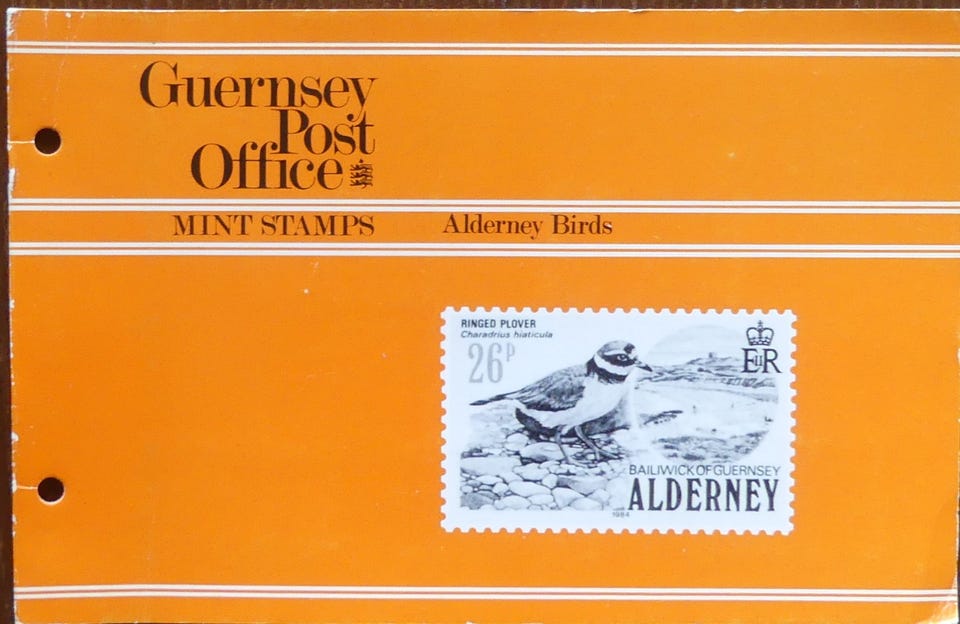 Guernsey
Post
Office
MINT STAMPS Alderney Birds
RINGED PLOVER
Charadrius hiaticula
26P
EIIR
BAILIWICK OF GUERNSEY
ALDERNEY
1984